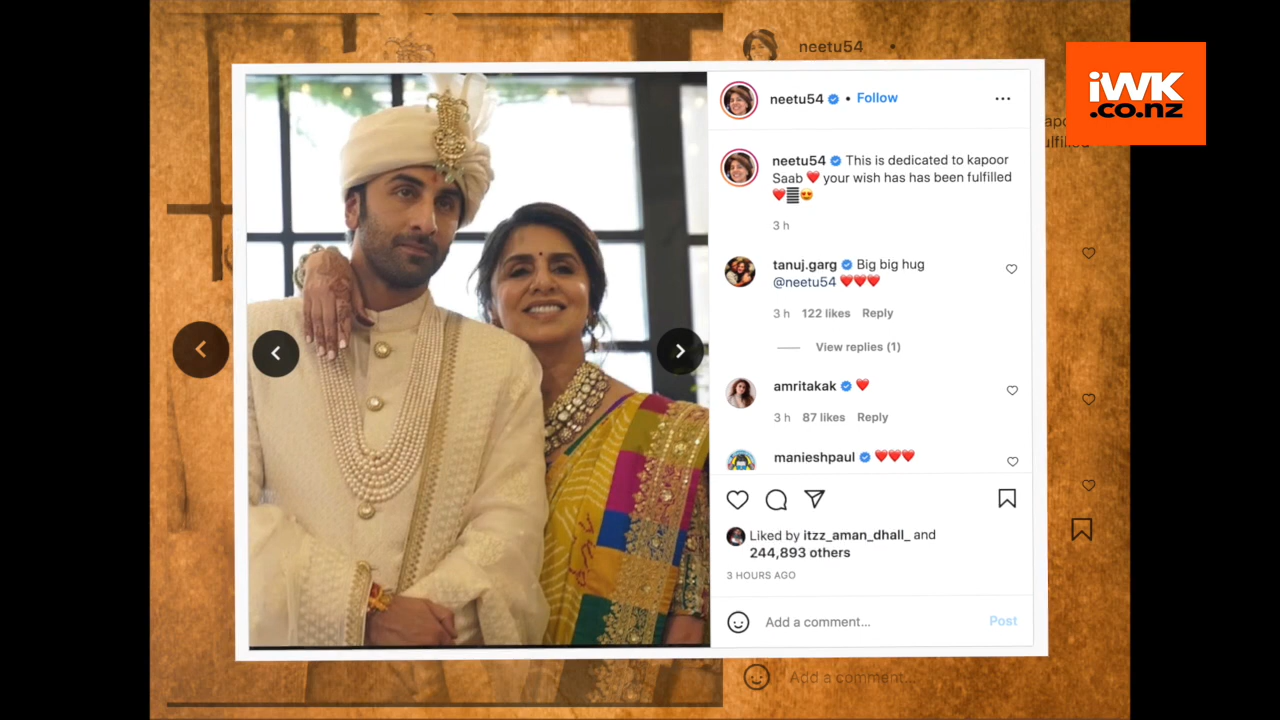 neetu54 •
iWK
.co.nz
neetu54 • Follow
neetu54 This is dedicated to kapoor
Saab ❤️ your wish has has been fulfilled
❤️😍
3 h
tanuj.garg Big big hug
@neetu54 ❤️❤️❤️
3 h 122 likes Reply
View replies (1)
amritakak ❤️
3 h 87 likes Reply
manieshpaul ❤️❤️❤️
Liked by itzz_aman_dhall_ and
244,893 others
3 HOURS AGO
Add a comment...
Post
Add a comment...